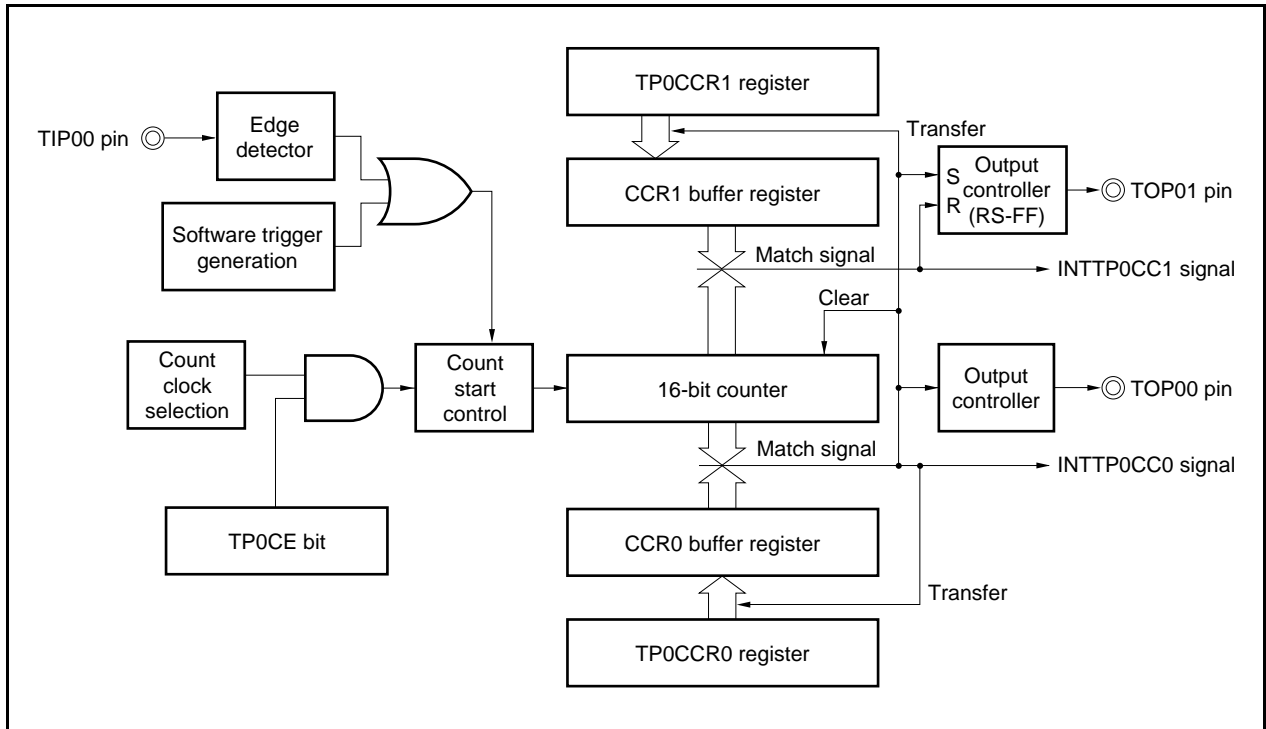 TP0CCR1 register
Transfer
TIP00 pin
Edge
detector
CCR1 buffer register
S
R
Output
controller
(RS-FF)
TOP01 pin
Software trigger
generation
Match signal
INTTP0CC1 signal
Clear
Count
clock
selection
Count
start
control
16-bit counter
Output
controller
TOP00 pin
Match signal
INTTP0CC0 signal
TP0CE bit
CCR0 buffer register
Transfer
TP0CCR0 register